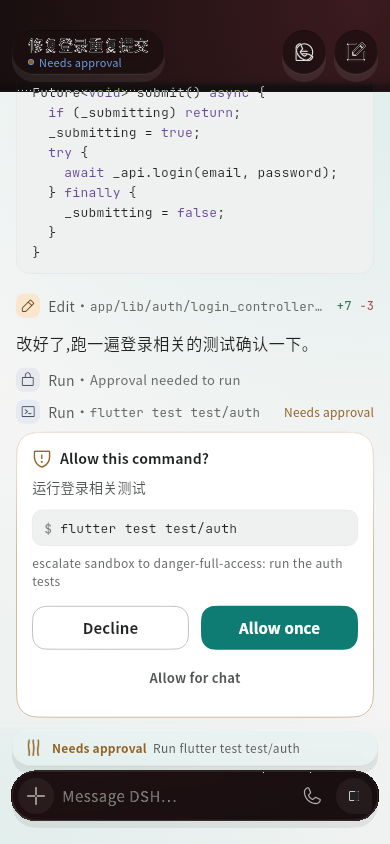 修复登录重复提交
Needs approval
Future<void> submit() async {
if (_submitting) return;
_submitting = true;
try {
await _api.login(email, password);
} finally {
_submitting = false;
}
}
Edit • app/lib/auth/login_controller… +7 -3
改好了,跑一遍登录相关的测试确认一下。
Run • Approval needed to run
Run • flutter test test/auth Needs approval
Allow this command?
运行登录相关测试
$ flutter test test/auth
escalate sandbox to danger-full-access: run the auth
tests
Decline Allow once
Allow for chat
Needs approval Run flutter test test/auth
Message DSH…